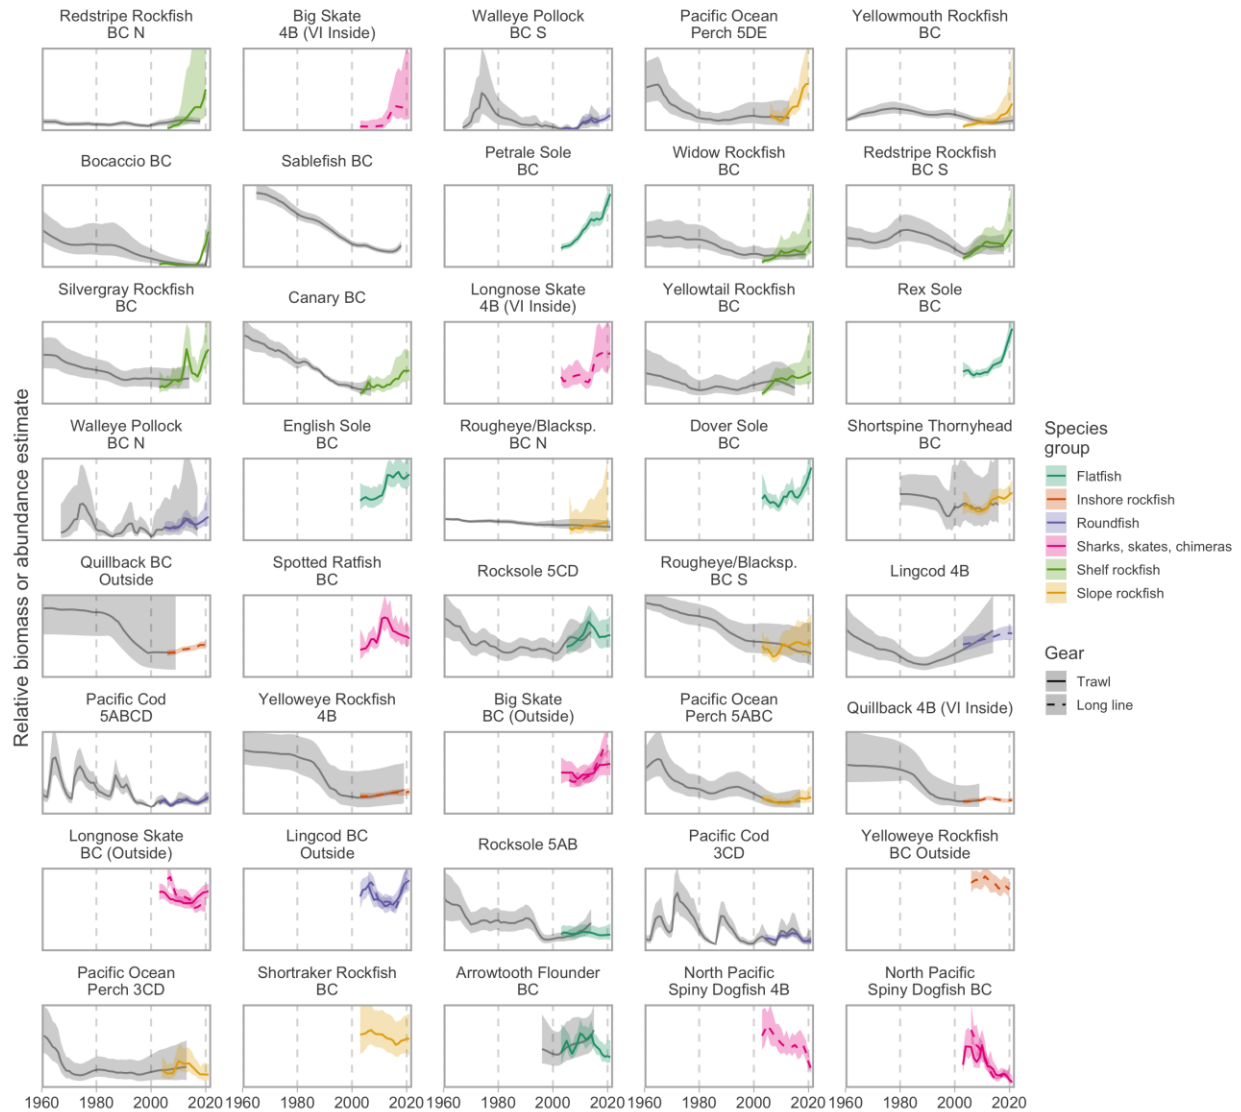 Redstripe Rockfish
BC N
Big Skate
4B (VI Inside)
Walleye Pollock
BC S
Pacific Ocean
Perch 5DE
Yellowmouth Rockfish
BC
Bocaccio BC
Sablefish BC
Petrale Sole
BC
Widow Rockfish
BC
Redstripe Rockfish
BC S
Silvergray Rockfish
BC
Canary BC
Longnose Skate
4B (VI Inside)
Yellowtail Rockfish
BC
Rex Sole
BC
Walleye Pollock
BC N
English Sole
BC
Rougheye/Blacksp.
BC N
Dover Sole
BC
Shortspine Thornyhead
BC
Quillback BC
Outside
Spotted Ratfish
BC
Rocksole 5CD
Rougheye/Blacksp.
BC S
Lingcod 4B
Pacific Cod
5ABCD
Yelloweye Rockfish
4B
Big Skate
BC (Outside)
Pacific Ocean
Perch 5ABC
Quillback 4B (VI Inside)
Longnose Skate
BC (Outside)
Lingcod BC
Outside
Rocksole 5AB
Pacific Cod
3CD
Yelloweye Rockfish
BC Outside
Pacific Ocean
Perch 3CD
Shortraker Rockfish
BC
Arrowtooth Flounder
BC
North Pacific
Spiny Dogfish 4B
North Pacific
Spiny Dogfish BC
1960 1980 2000 2020
1960 1980 2000 2020
1960 1980 2000 2020
1960 1980 2000 2020
1960 1980 2000 2020
Relative biomass or abundance estimate
Species
group
Flatfish
Inshore rockfish
Roundfish
Sharks, skates, chimeras
Shelf rockfish
Slope rockfish
Gear
Trawl
Long line